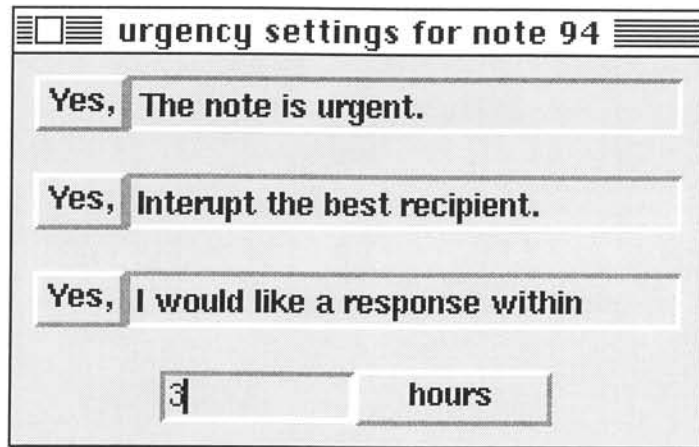 urgency settings for note 94
Yes, The note is urgent.
Yes, Interupt the best recipient.
Yes, I would like a response within
3 hours